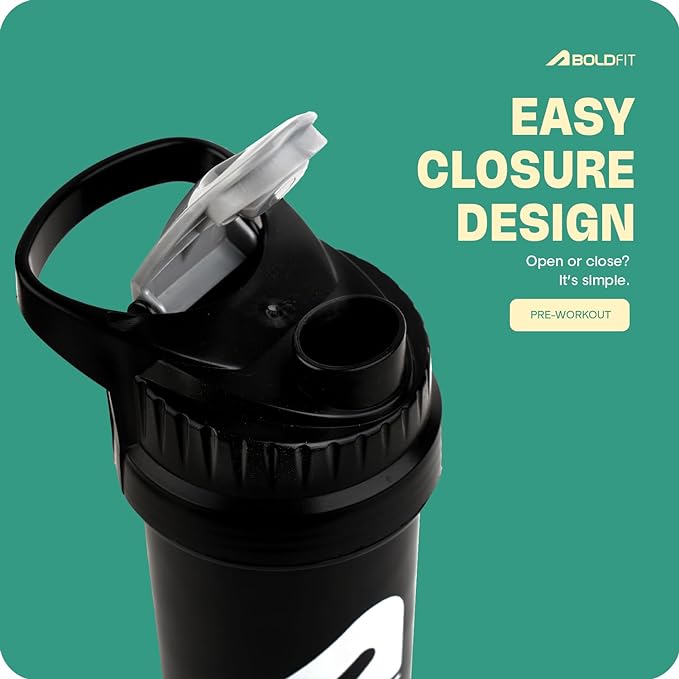 BOLDFIT
EASY
CLOSURE
DESIGN
Open or close?
It's simple.
PRE-WORKOUT